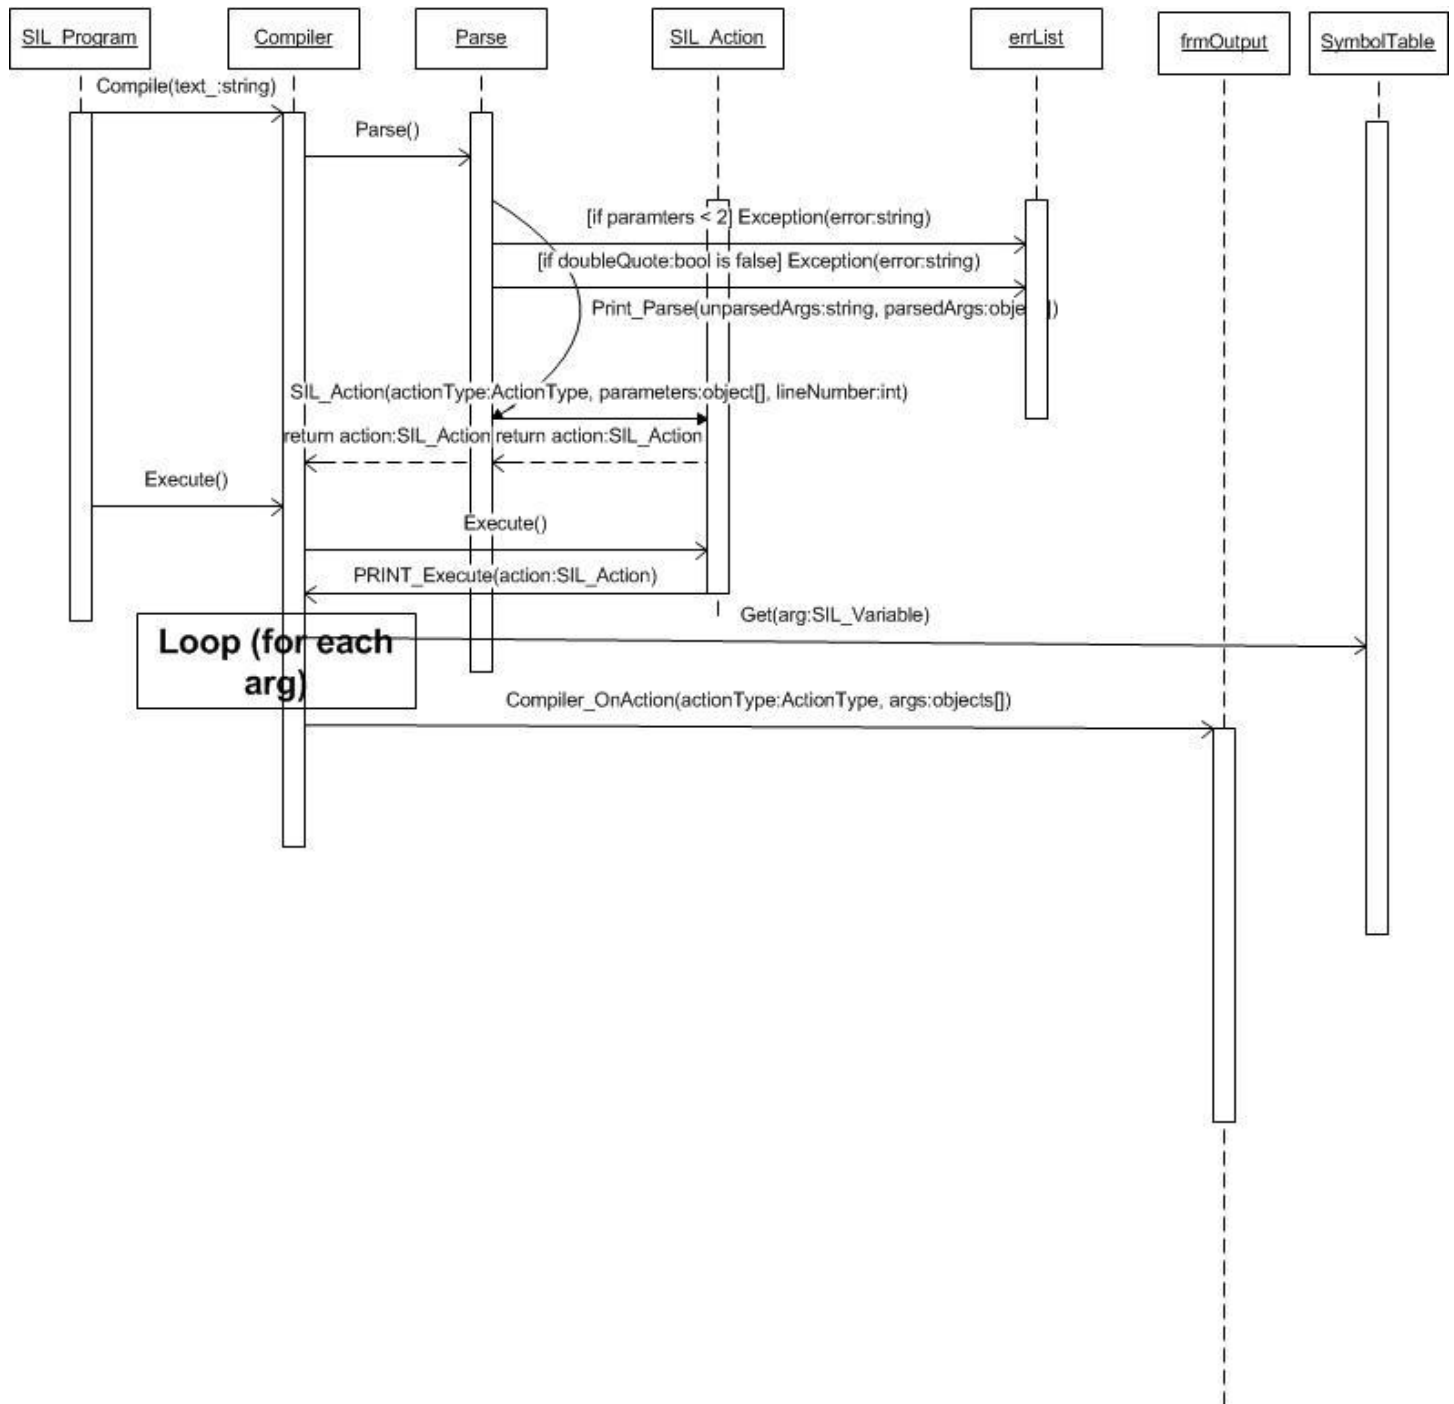 SIL_Program
Compiler
Parse
SIL_Action
errList
frmOutput
SymbolTable
Compile(text_:string)
Parse()
[if paramters < 2] Exception(error:string)
[if doubleQuote:bool is false] Exception(error:string)
Print_Parse(unparsedArgs:string, parsedArgs:obje ])
SIL_Action(actionType:ActionType, parameters:object[], lineNumber:int)
return action:SIL_Action
return action:SIL_Action
Execute()
Execute()
PRINT_Execute(action:SIL_Action)
Get(arg:SIL_Variable)
Loop (for each
arg)
Compiler_OnAction(actionType:ActionType, args:objects[])